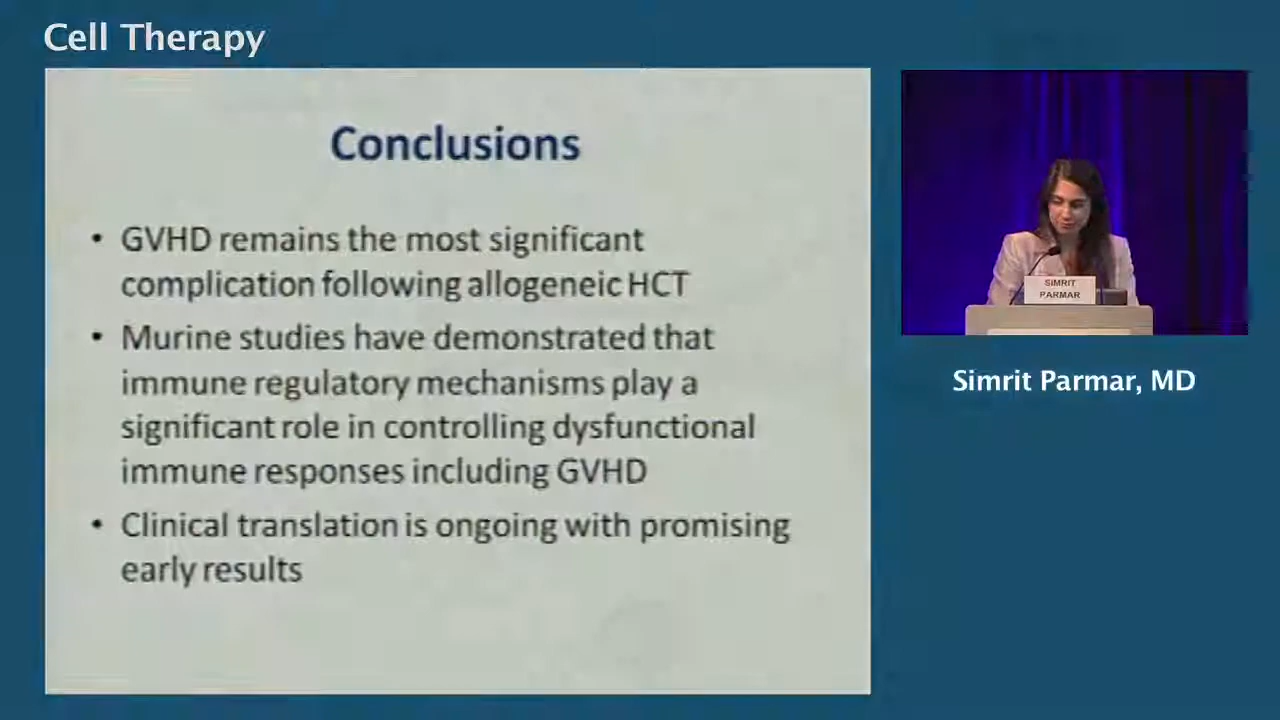 Cell Therapy
Conclusions
• GVHD remains the most significant
complication following allogeneic HCT
• Murine studies have demonstrated that
immune regulatory mechanisms play a
significant role in controlling dysfunctional
immune responses including GVHD
• Clinical translation is ongoing with promising
early results
SIMRIT
PARMAR
Simrit Parmar, MD